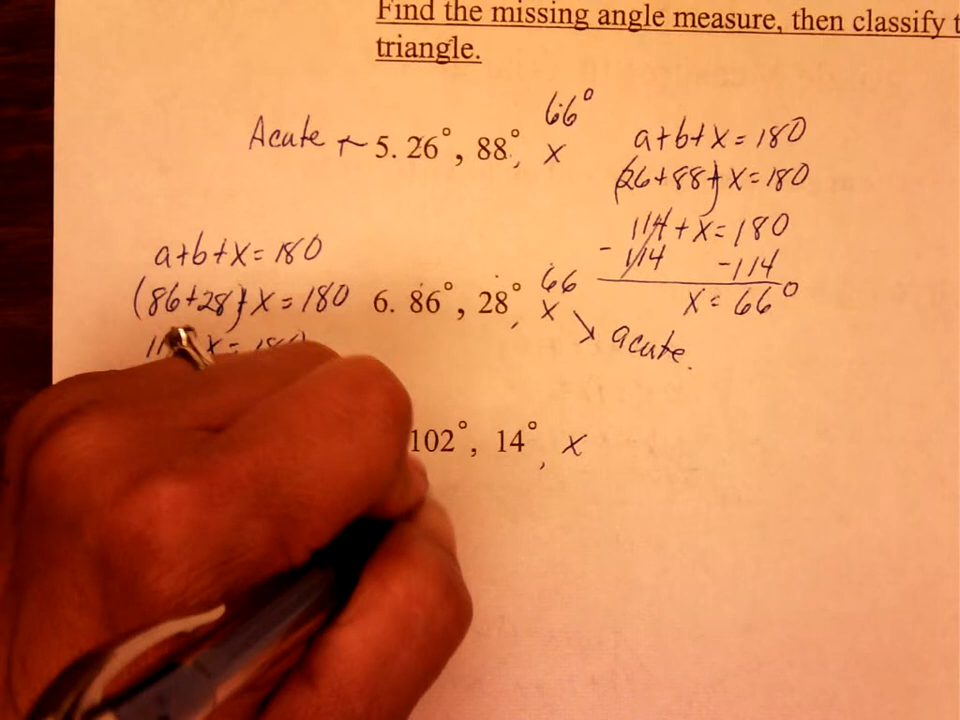 Find the missing angle measure, then classify t
triangle.
66°
Acute ← 5. 26°, 88°, x
a+b+x=180
(26+88)+x=180
114+x=180
-114 -114
x=66°
a+b+x=180
(86+28)+x=180
66
6. 86°, 28°, x
↘ acute.
x=180
102°, 14°, x